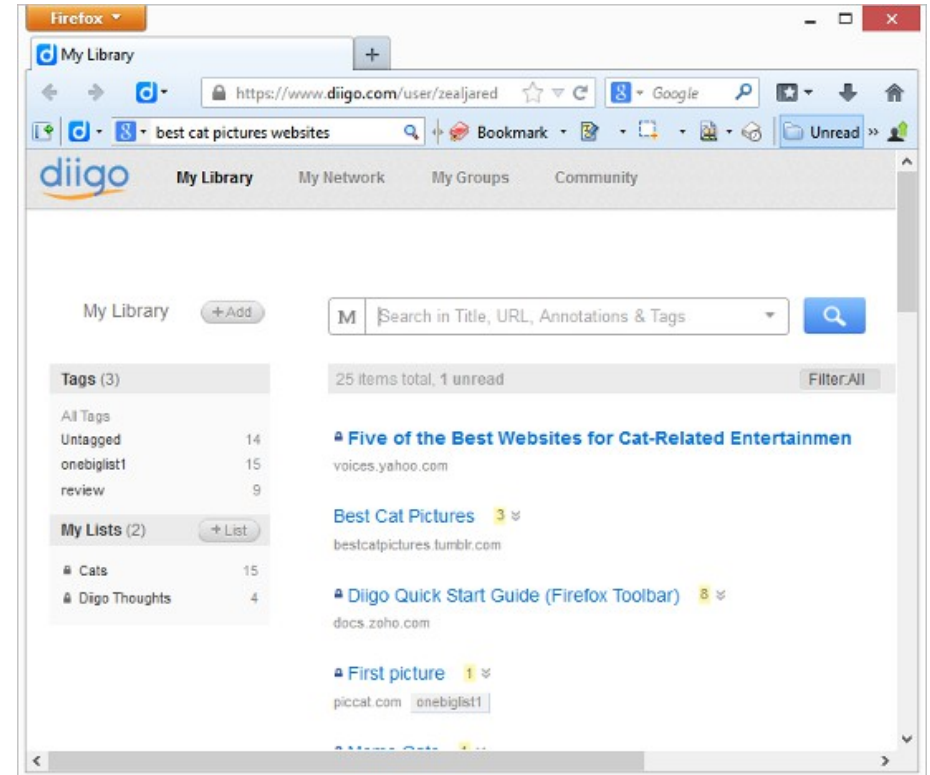 Firefox
My Library
https://www.diigo.com/user/zealjared
Google
best cat pictures websites
Bookmark
Unread »
diigo
My Library My Network My Groups Community
My Library
+Add
M Search in Title, URL, Annotations & Tags
Tags (3)
All Tags
Untagged 14
onebiglist1 15
review 9
My Lists (2) +List
Cats 15
Diigo Thoughts 4
25 items total, 1 unread Filter:All
Five of the Best Websites for Cat-Related Entertainmen
voices.yahoo.com
Best Cat Pictures 3
bestcatpictures.tumblr.com
Diigo Quick Start Guide (Firefox Toolbar) 8
docs.zoho.com
First picture 1
piccat.com onebiglist1